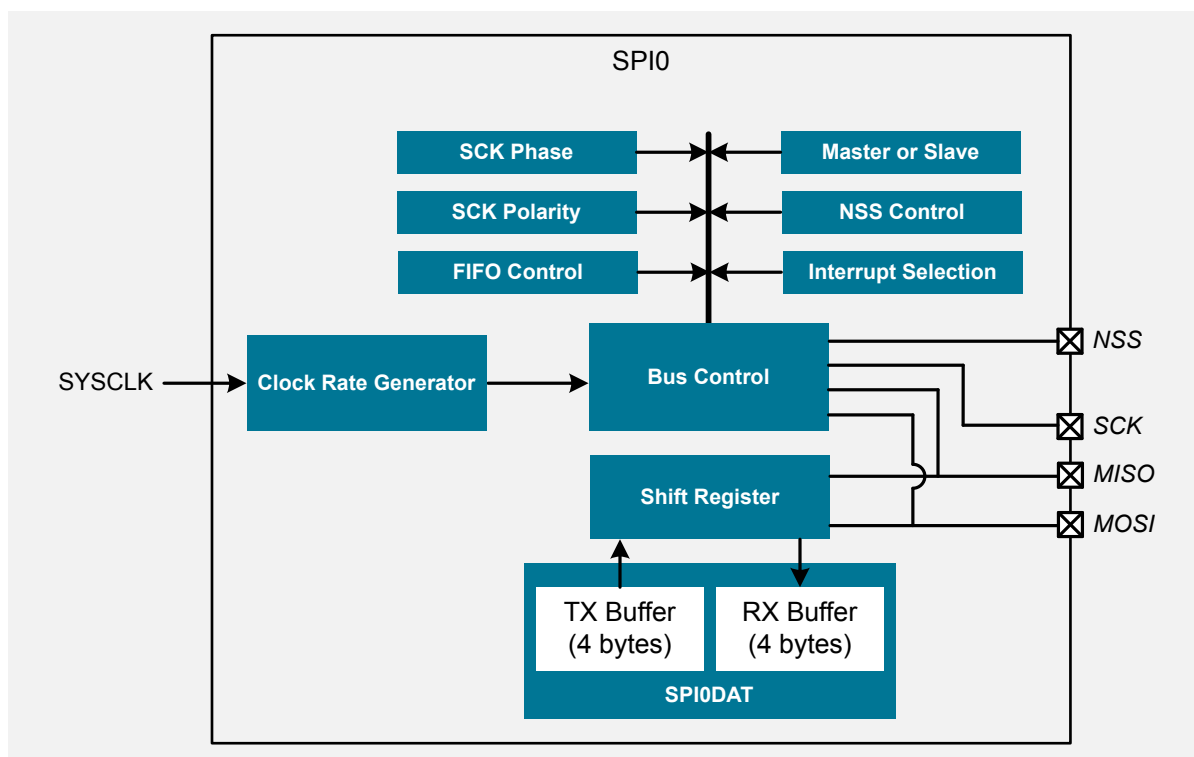 SPI0
SCK Phase
Master or Slave
SCK Polarity
NSS Control
FIFO Control
Interrupt Selection
SYSCLK
Clock Rate Generator
Bus Control
NSS
SCK
MISO
MOSI
Shift Register
TX Buffer
(4 bytes)
RX Buffer
(4 bytes)
SPI0DAT